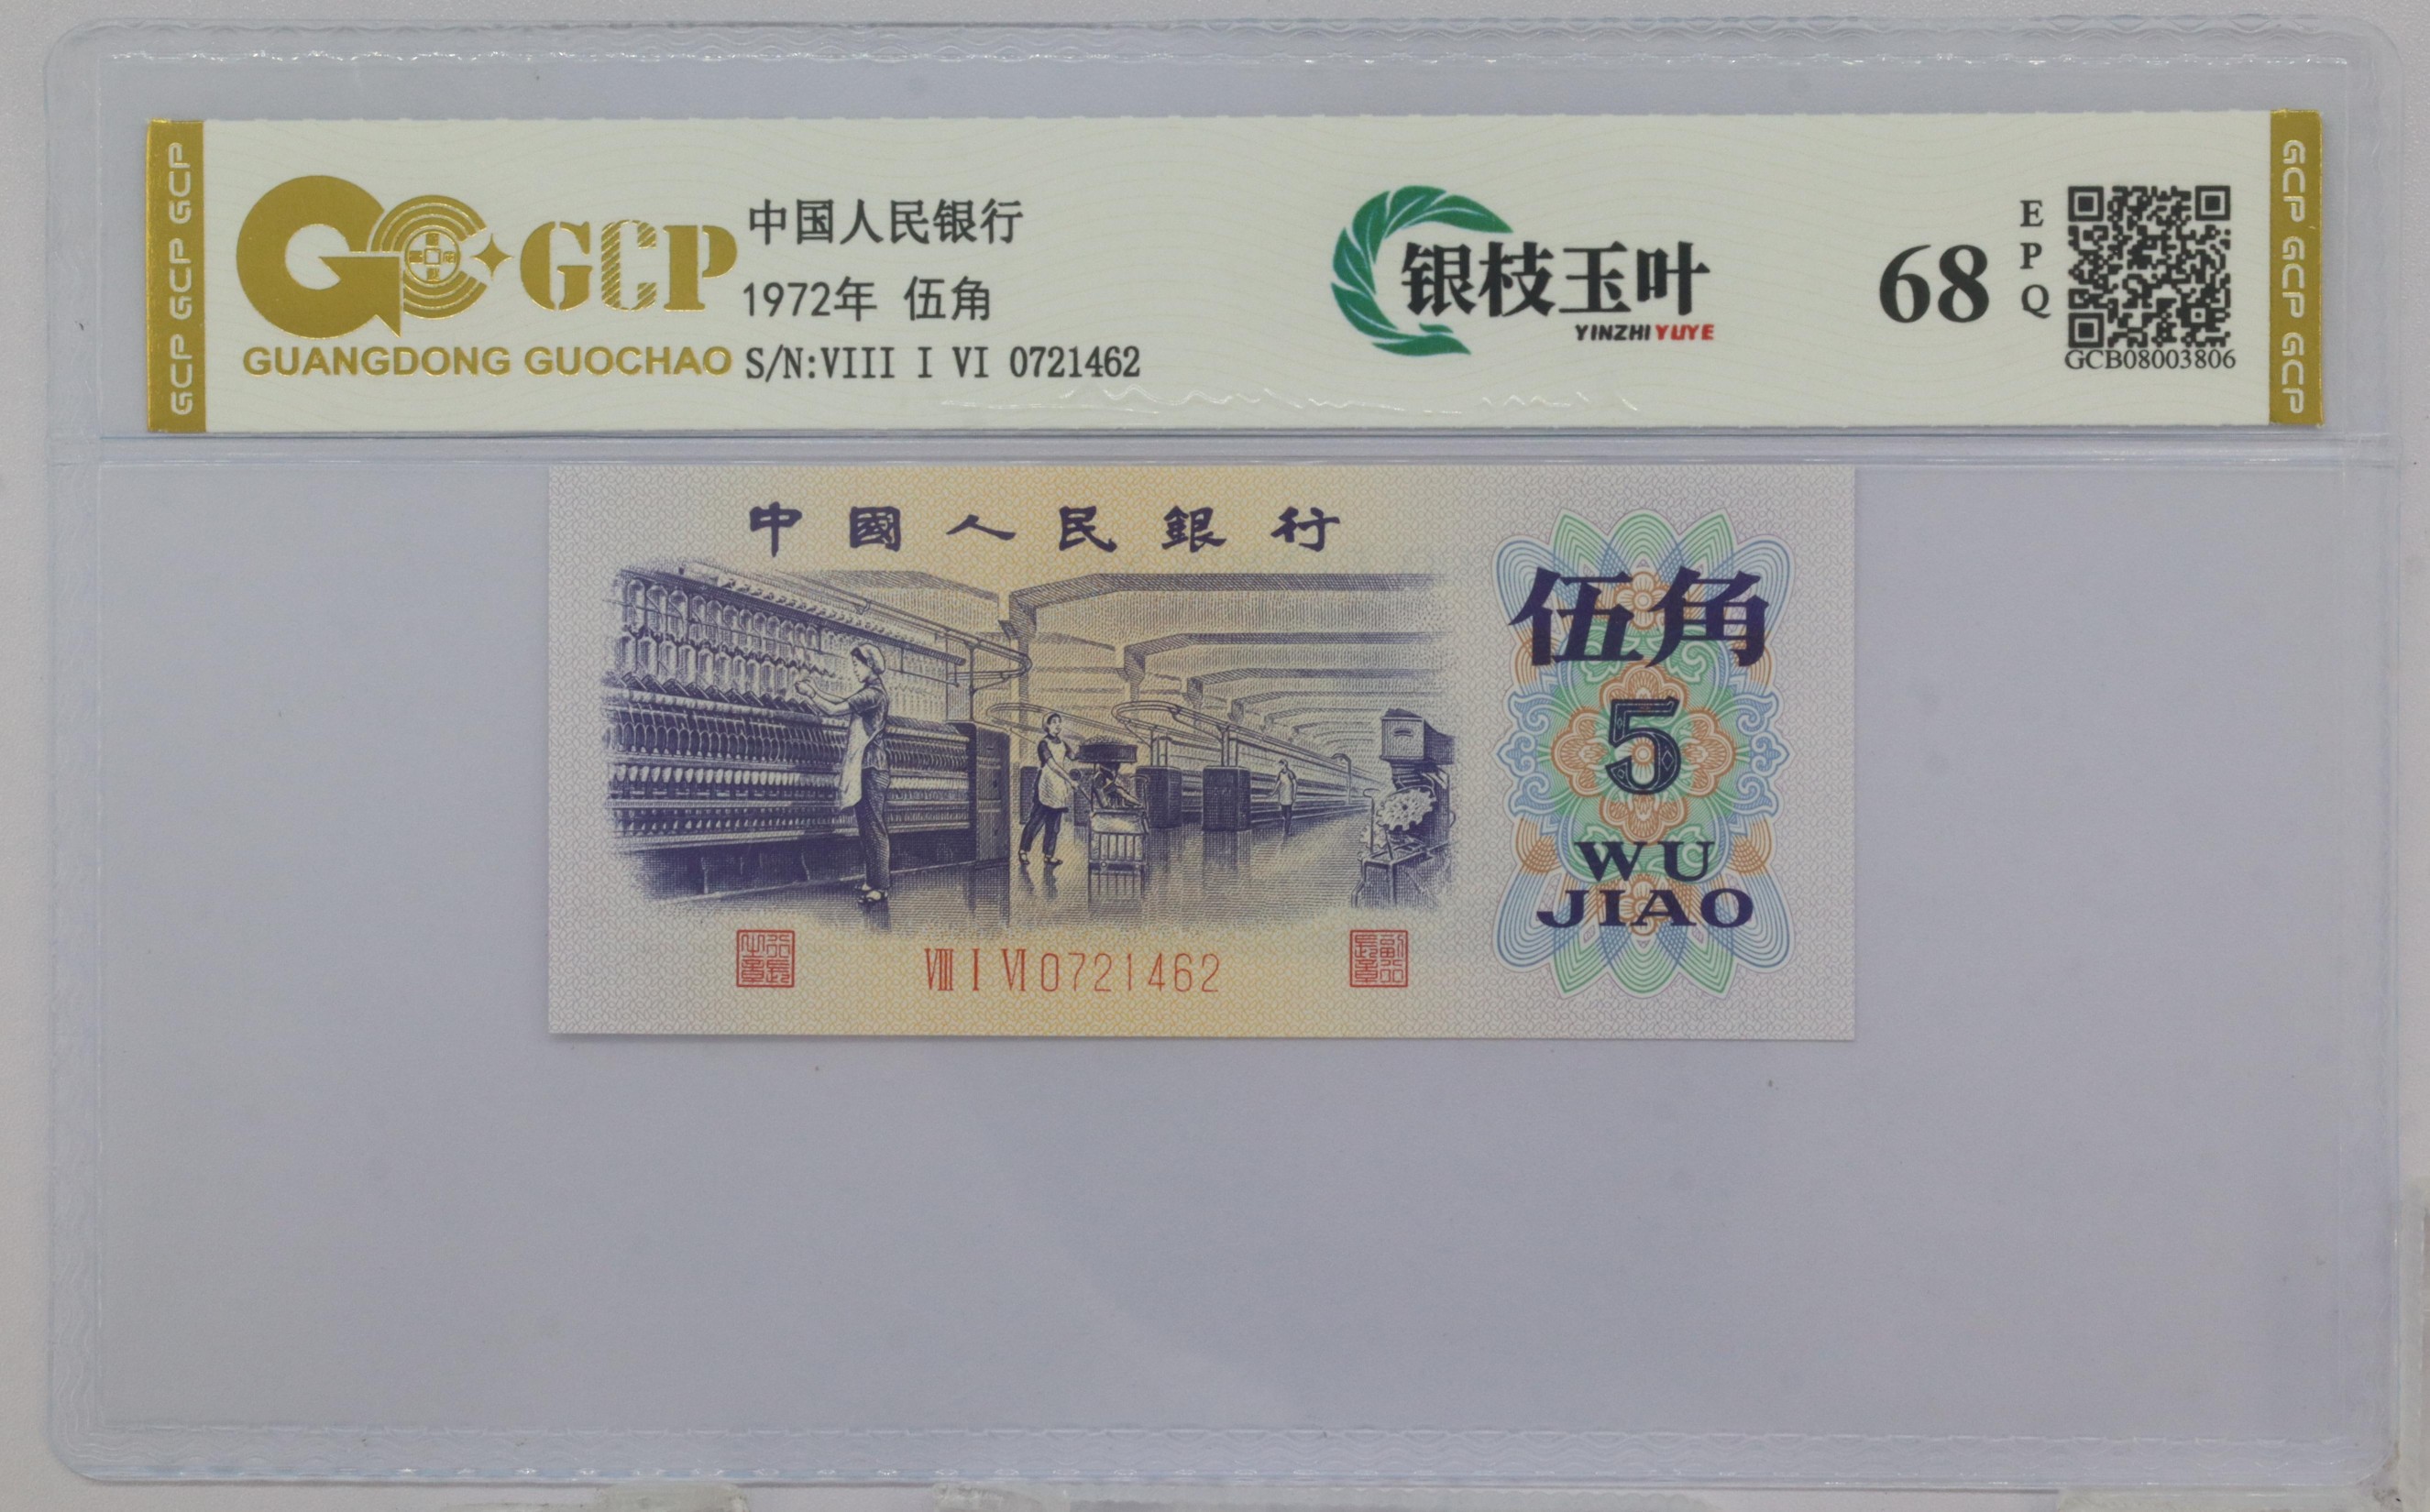 GCP GCP GCP
GCP
GUANGDONG GUOCHAO
中国人民银行
1972年 伍角
S/N:VIII I VI 0721462
银枝玉叶
YINZHI YUYE
68
E
P
Q
GCB08003806
GCP GCP GCP
中國人民銀行
伍角
5
WU
JIAO
VIII I VI 0721462